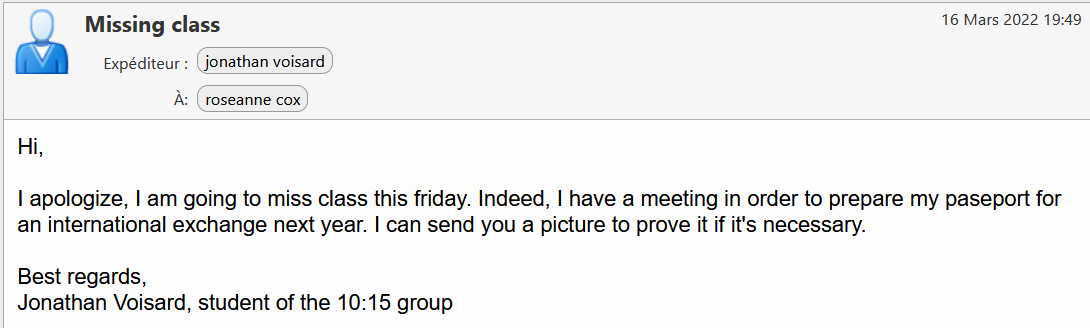 Missing class
16 Mars 2022 19:49
Expéditeur : jonathan voisard
À: roseanne cox
Hi,
I apologize, I am going to miss class this friday. Indeed, I have a meeting in order to prepare my paseport for
an international exchange next year. I can send you a picture to prove it if it's necessary.
Best regards,
Jonathan Voisard, student of the 10:15 group